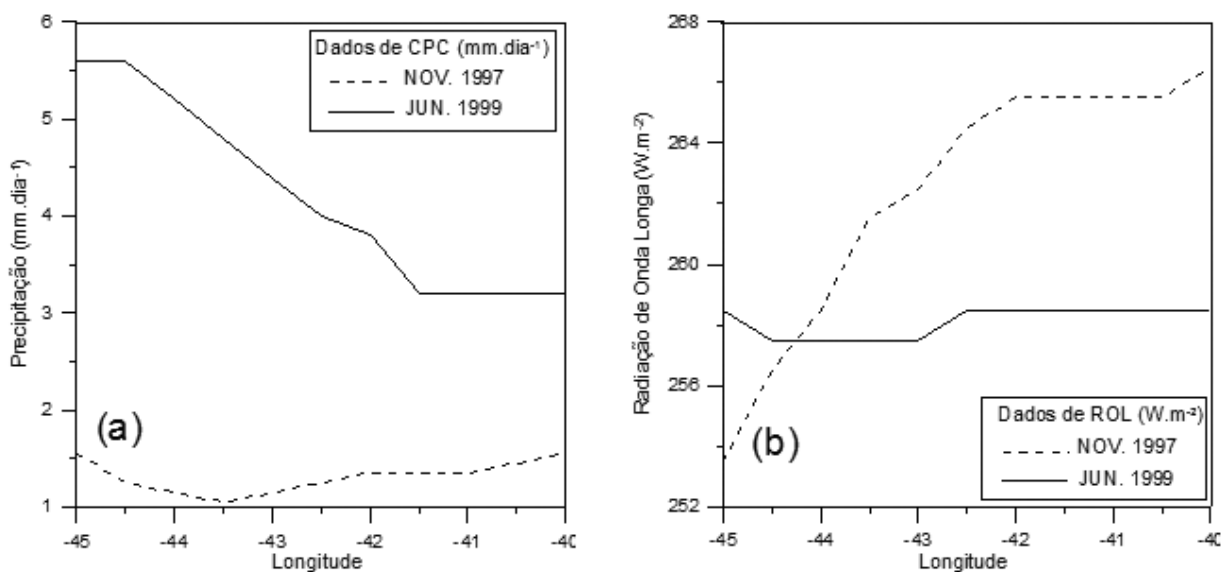 Precipitação (mm.dia⁻¹)
6
5
4
3
2
1
Dados de CPC (mm.dia⁻¹)
NOV. 1997
JUN. 1999
(a)
-45 -44 -43 -42 -41 -40
Longitude
Radiação de Onda Longa (W.m⁻²)
268
264
260
256
252
Dados de ROL (W.m⁻²)
NOV. 1997
JUN. 1999
(b)
-45 -44 -43 -42 -41 -40
Longitude